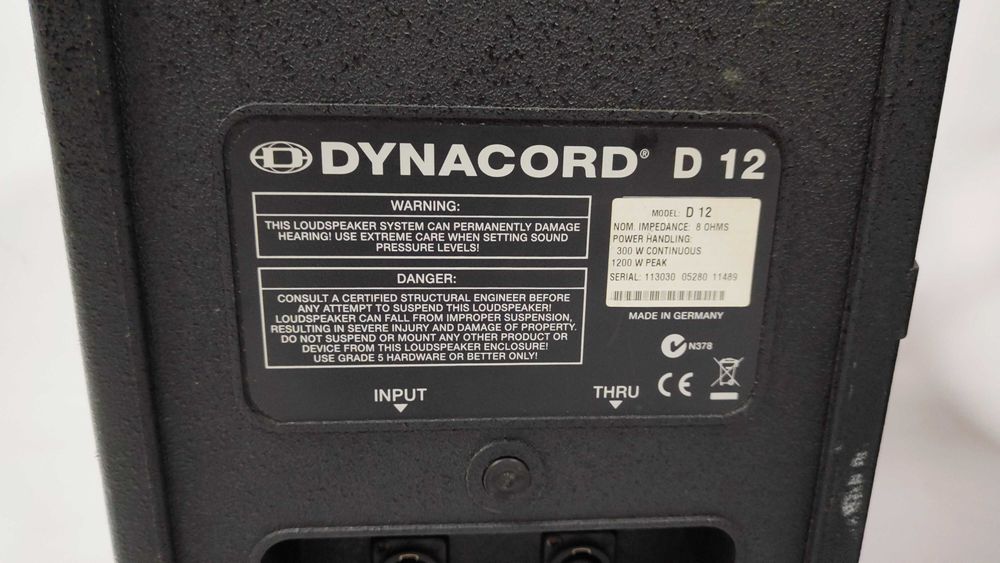 D DYNACORD® D 12
WARNING:
THIS LOUDSPEAKER SYSTEM CAN PERMANENTLY DAMAGE
HEARING! USE EXTREME CARE WHEN SETTING SOUND
PRESSURE LEVELS!
DANGER:
CONSULT A CERTIFIED STRUCTURAL ENGINEER BEFORE
ANY ATTEMPT TO SUSPEND THIS LOUDSPEAKER!
LOUDSPEAKER CAN FALL FROM IMPROPER SUSPENSION,
RESULTING IN SEVERE INJURY AND DAMAGE OF PROPERTY.
DO NOT SUSPEND OR MOUNT ANY OTHER PRODUCT OR
DEVICE FROM THIS LOUDSPEAKER ENCLOSURE!
USE GRADE 5 HARDWARE OR BETTER ONLY!
MODEL: D 12
NOM. IMPEDANCE: 8 OHMS
POWER HANDLING:
300 W CONTINUOUS
1200 W PEAK
SERIAL: 113030 05280 11489
MADE IN GERMANY
N378
CE
INPUT
THRU